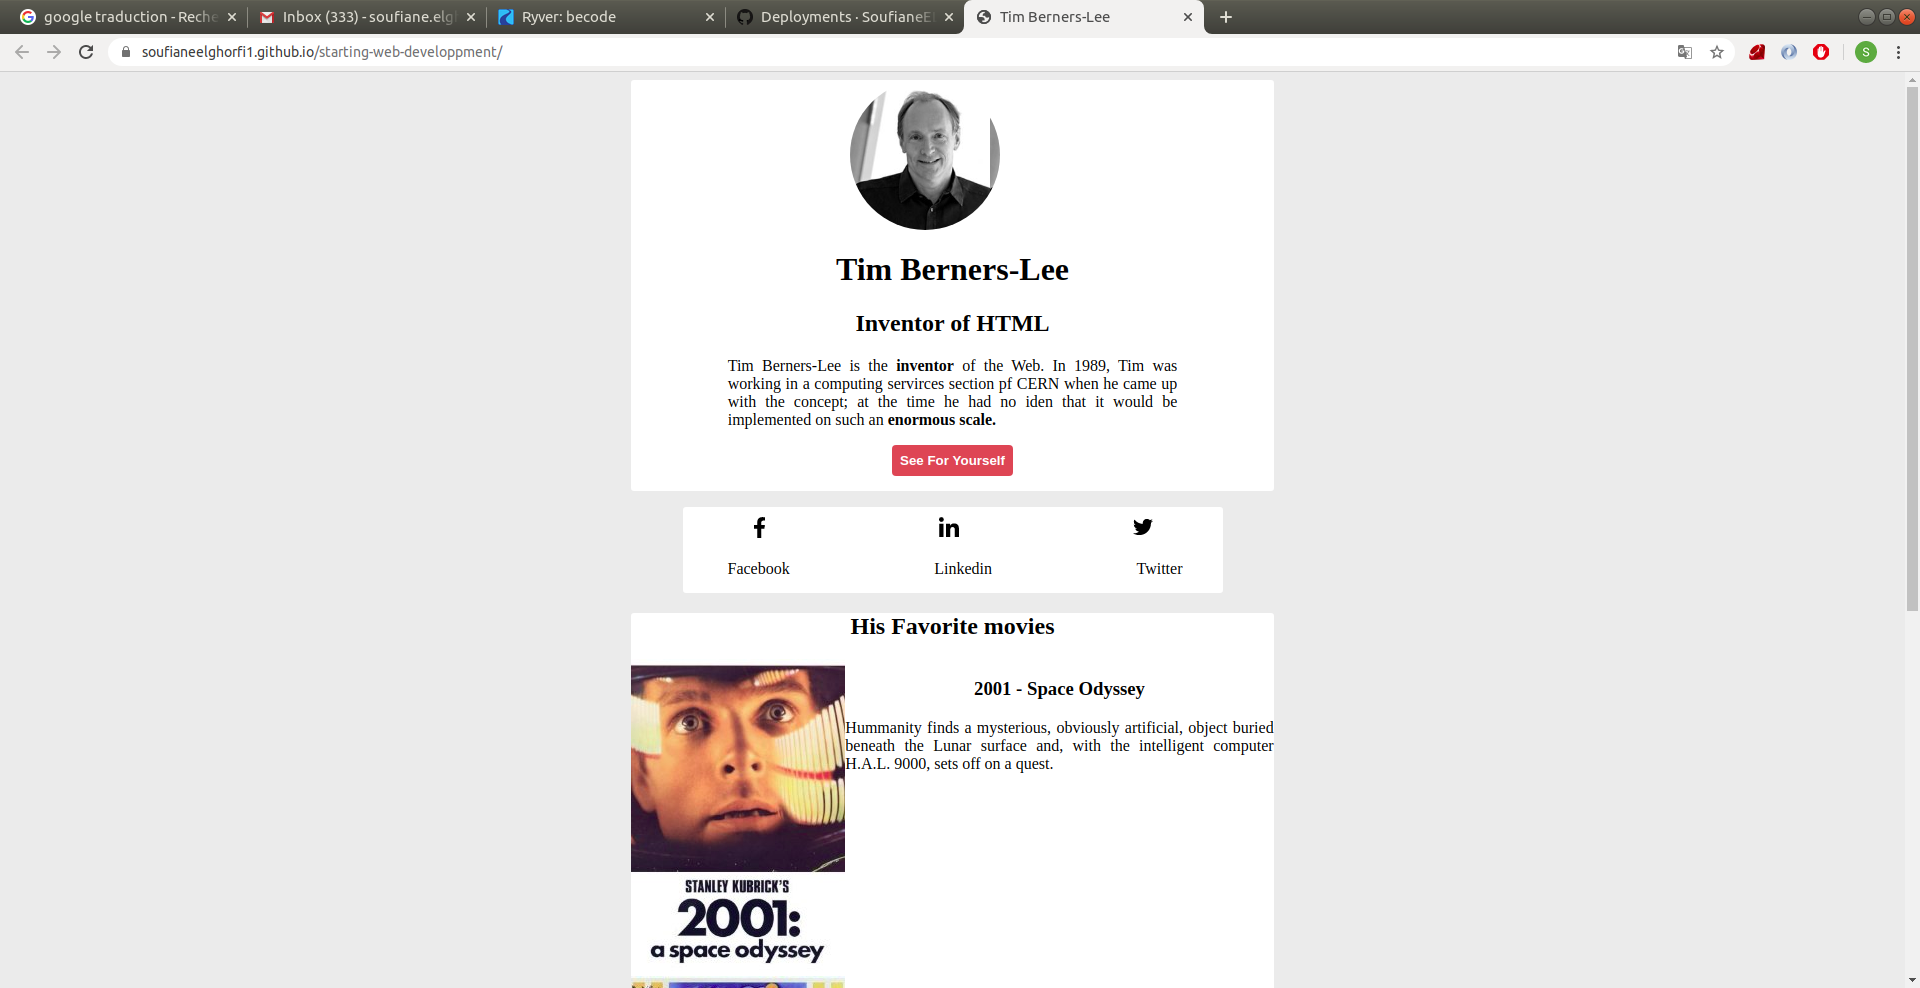 google traduction - Reche
Inbox (333) - soufiane.elgh
Ryver: becode
Deployments · SoufianeEl
Tim Berners-Lee
soufianeelghorfi1.github.io/starting-web-developpment/
S
Tim Berners-Lee
Inventor of HTML
Tim Berners-Lee is the inventor of the Web. In 1989, Tim was
working in a computing servirces section pf CERN when he came up
with the concept; at the time he had no iden that it would be
implemented on such an enormous scale.
See For Yourself
Facebook
Linkedin
Twitter
His Favorite movies
2001 - Space Odyssey
Hummanity finds a mysterious, obviously artificial, object buried
beneath the Lunar surface and, with the intelligent computer
H.A.L. 9000, sets off on a quest.
STANLEY KUBRICK'S
2001:
a space odyssey